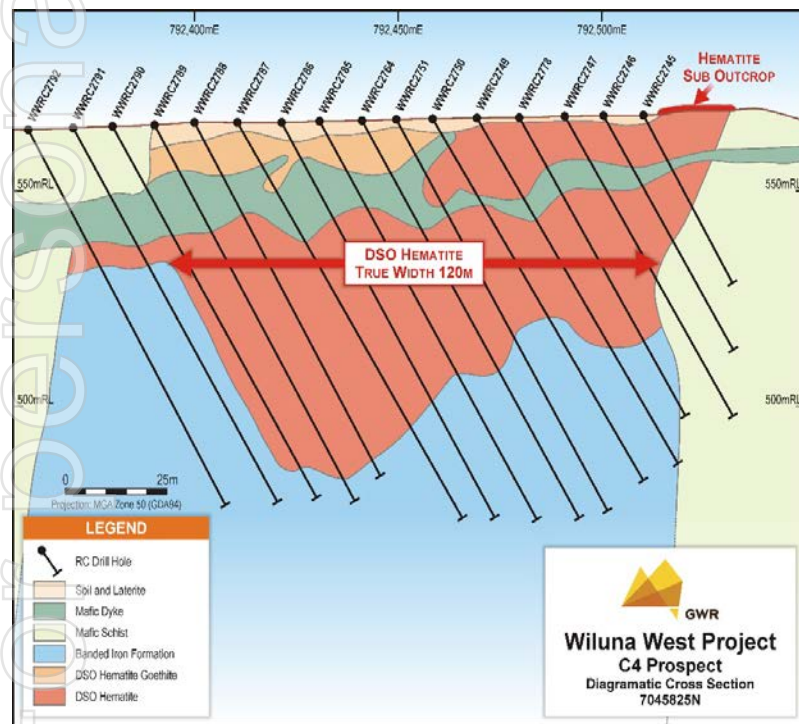 792,400mE
792,450mE
792,500mE
WWRC2792
WWRC2791
WWRC2790
WWRC2789
WWRC2788
WWRC2787
WWRC2786
WWRC2785
WWRC2764
WWRC2751
WWRC2750
WWRC2749
WWRC2778
WWRC2747
WWRC2746
WWRC2745
HEMATITE
SUB OUTCROP
550mRL
550mRL
DSO HEMATITE
TRUE WIDTH 120M
500mRL
500mRL
0 25m
Projection: MGA Zone 50 (GDA94)
LEGEND
RC Drill Hole
Soil and Laterite
Mafic Dyke
Mafic Schist
Banded Iron Formation
DSO Hematite Goethite
DSO Hematite
GWR
Wiluna West Project
C4 Prospect
Diagramatic Cross Section
7045825N
or personal